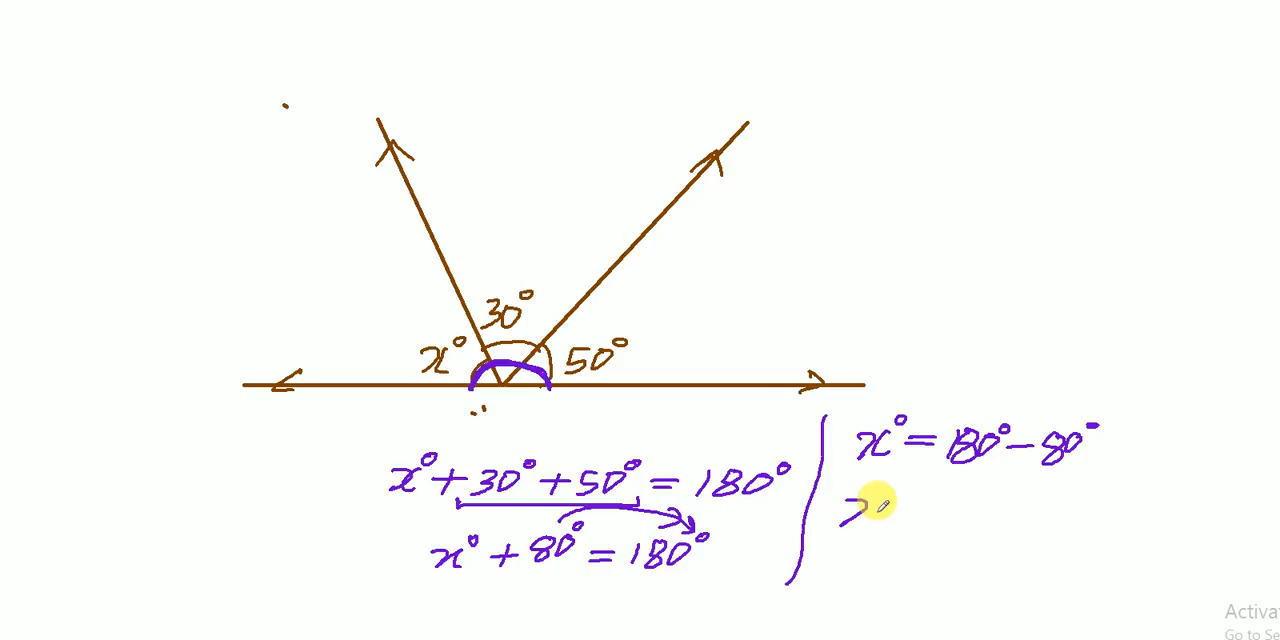 30°
x° 50°
x° + 30° + 50° = 180°
x° + 80° = 180°
x° = 180° - 80°
Activa
Go to Se